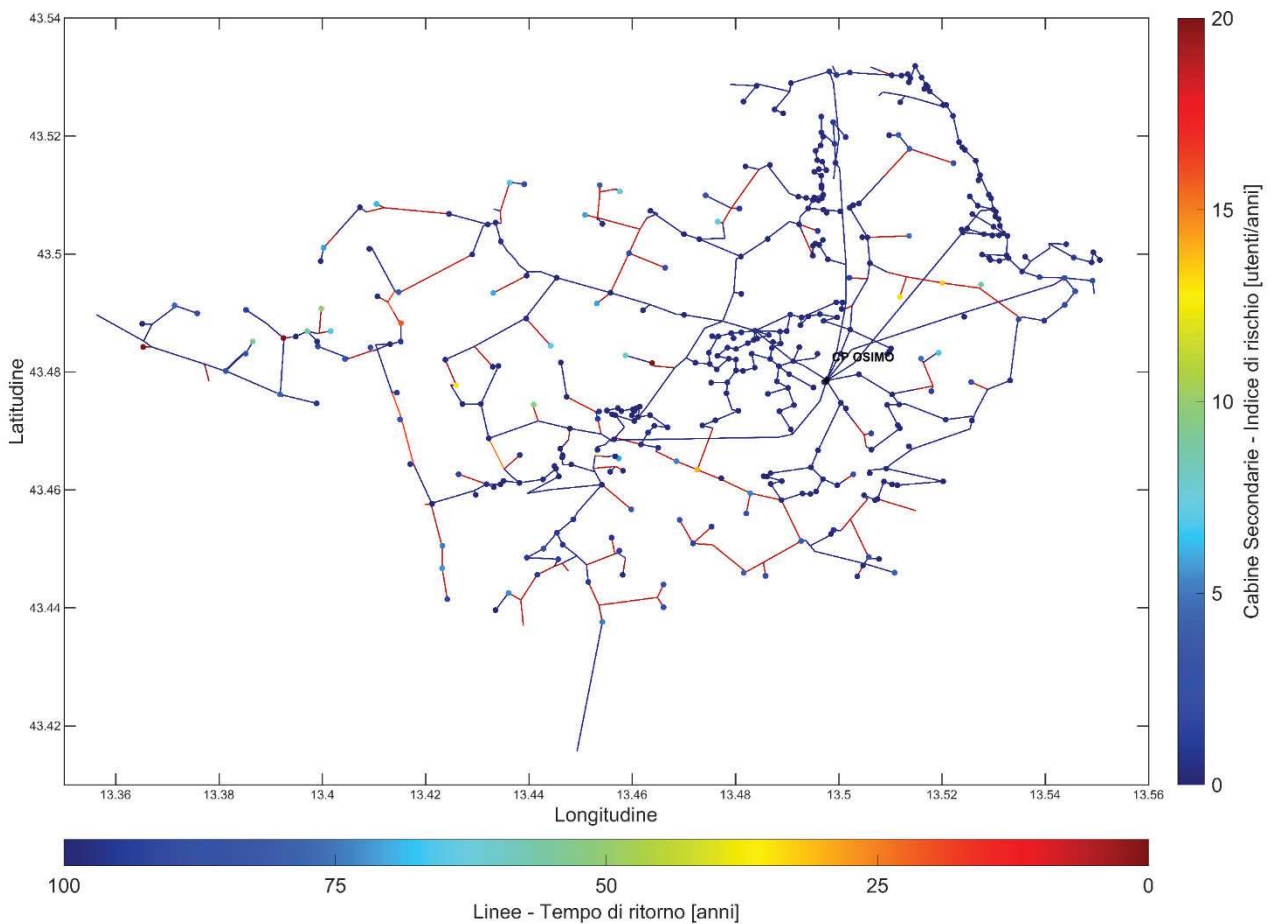 43.54
43.52
43.5
43.48
43.46
43.44
43.42
Latitudine
CP OSIMO
13.36 13.38 13.4 13.42 13.44 13.46 13.48 13.5 13.52 13.54 13.56
Longitudine
20
15
10
5
0
Cabine Secondarie - Indice di rischio [utenti/anni]
100 75 50 25 0
Linee - Tempo di ritorno [anni]